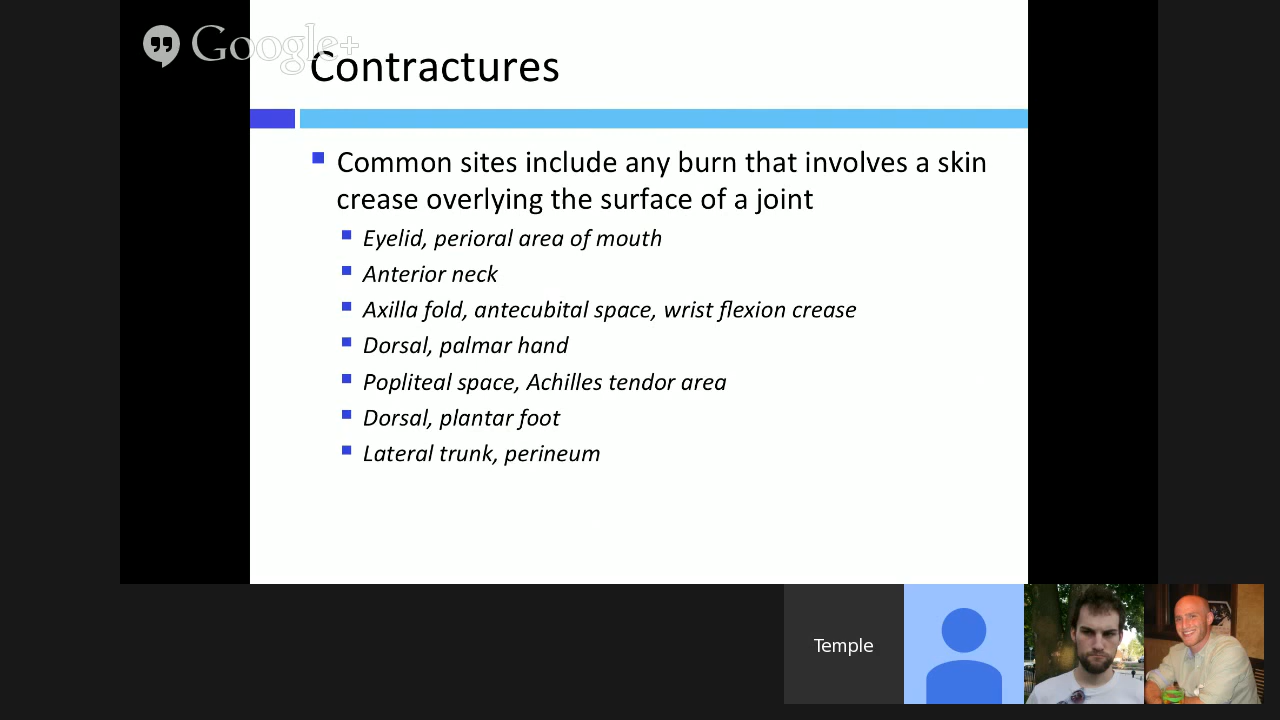 Google+
Contractures
Common sites include any burn that involves a skin
crease overlying the surface of a joint
Eyelid, perioral area of mouth
Anterior neck
Axilla fold, antecubital space, wrist flexion crease
Dorsal, palmar hand
Popliteal space, Achilles tendor area
Dorsal, plantar foot
Lateral trunk, perineum
Temple